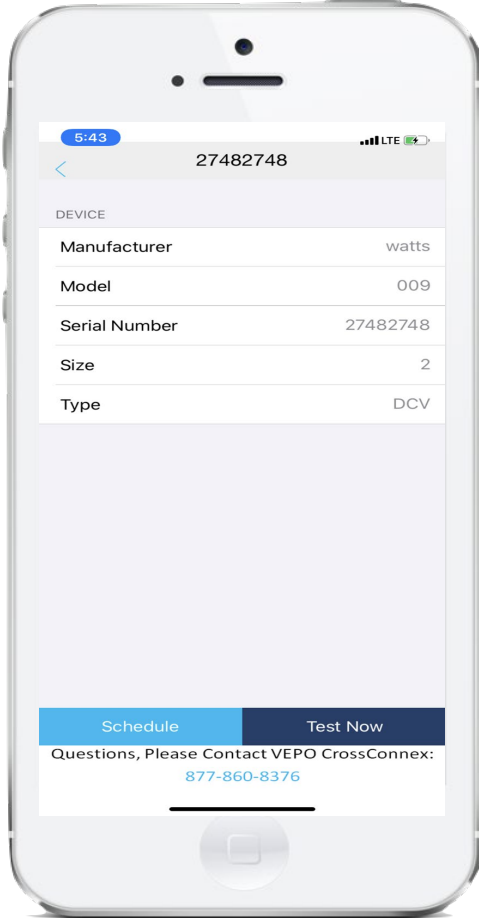 5:43
LTE
27482748
DEVICE
Manufacturer watts
Model 009
Serial Number 27482748
Size 2
Type DCV
Schedule Test Now
Questions, Please Contact VEPO CrossConnex:
877-860-8376